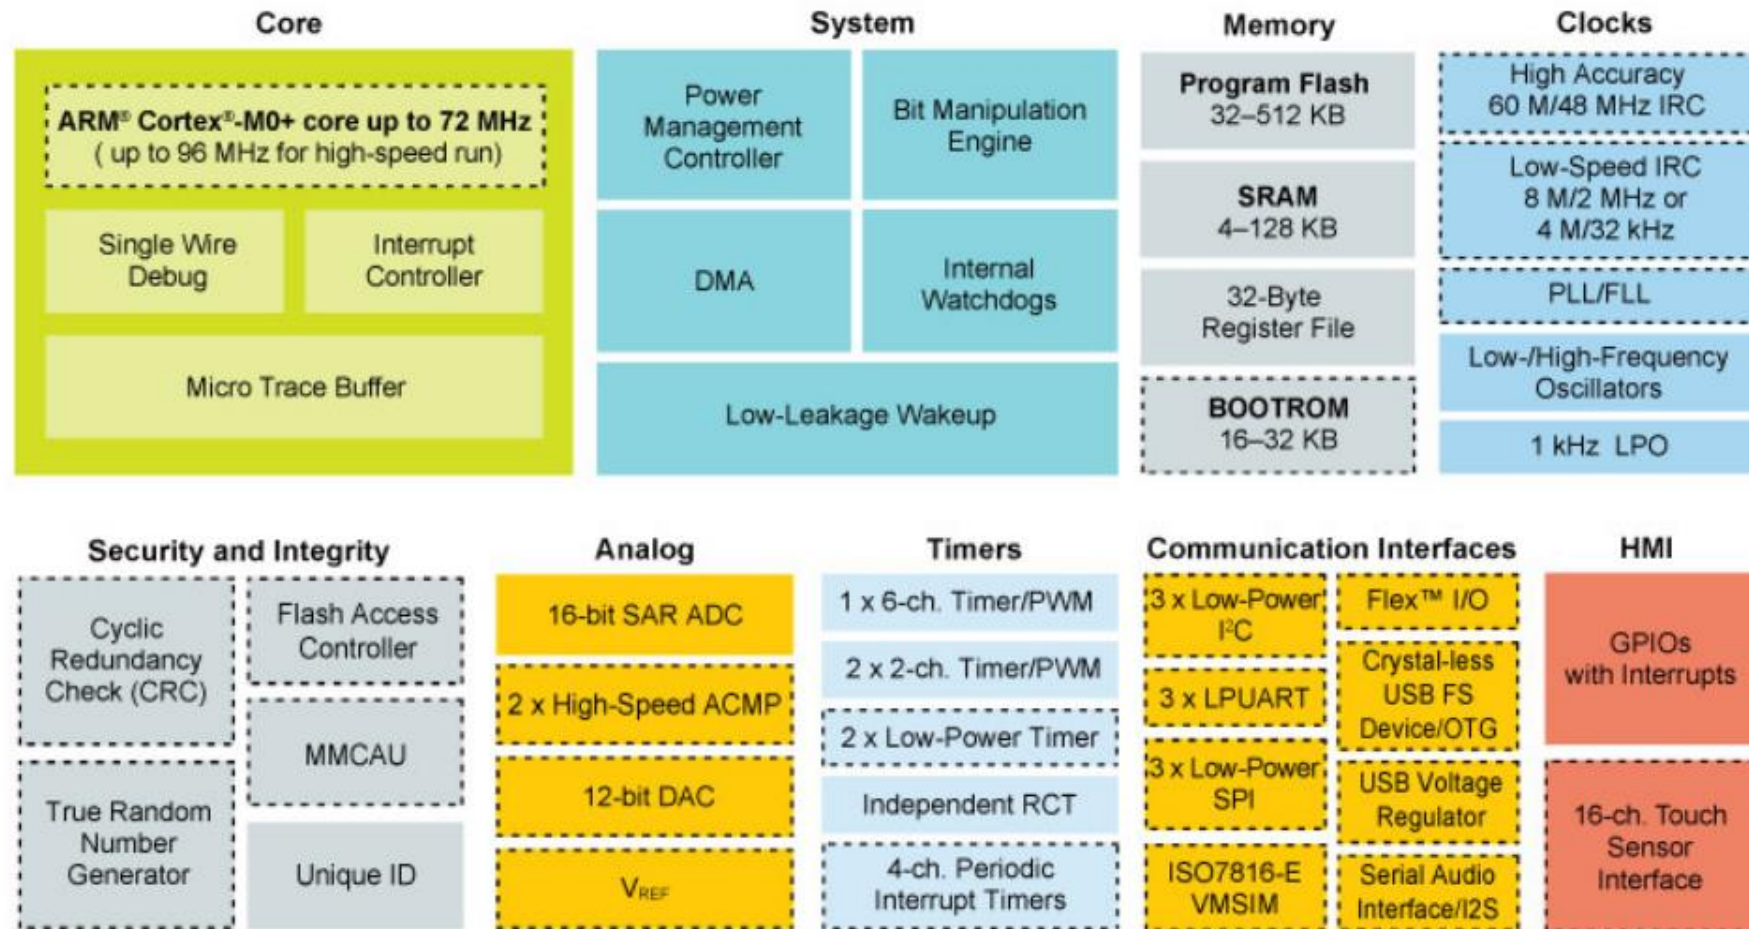 Core
ARM® Cortex®-M0+ core up to 72 MHz
( up to 96 MHz for high-speed run)
Single Wire
Debug
Interrupt
Controller
Micro Trace Buffer
System
Power
Management
Controller
Bit Manipulation
Engine
DMA
Internal
Watchdogs
Low-Leakage Wakeup
Memory
Program Flash
32–512 KB
SRAM
4–128 KB
32-Byte
Register File
BOOTROM
16–32 KB
Clocks
High Accuracy
60 M/48 MHz IRC
Low-Speed IRC
8 M/2 MHz or
4 M/32 kHz
PLL/FLL
Low-/High-Frequency
Oscillators
1 kHz LPO
Security and Integrity
Cyclic
Redundancy
Check (CRC)
True Random
Number
Generator
Flash Access
Controller
MMCAU
Unique ID
Analog
16-bit SAR ADC
2 x High-Speed ACMP
12-bit DAC
VREF
Timers
1 x 6-ch. Timer/PWM
2 x 2-ch. Timer/PWM
2 x Low-Power Timer
Independent RCT
4-ch. Periodic
Interrupt Timers
Communication Interfaces
3 x Low-Power
I²C
3 x LPUART
3 x Low-Power
SPI
ISO7816-E
VMSIM
Flex™ I/O
Crystal-less
USB FS
Device/OTG
USB Voltage
Regulator
Serial Audio
Interface/I2S
HMI
GPIOs
with Interrupts
16-ch. Touch
Sensor
Interface